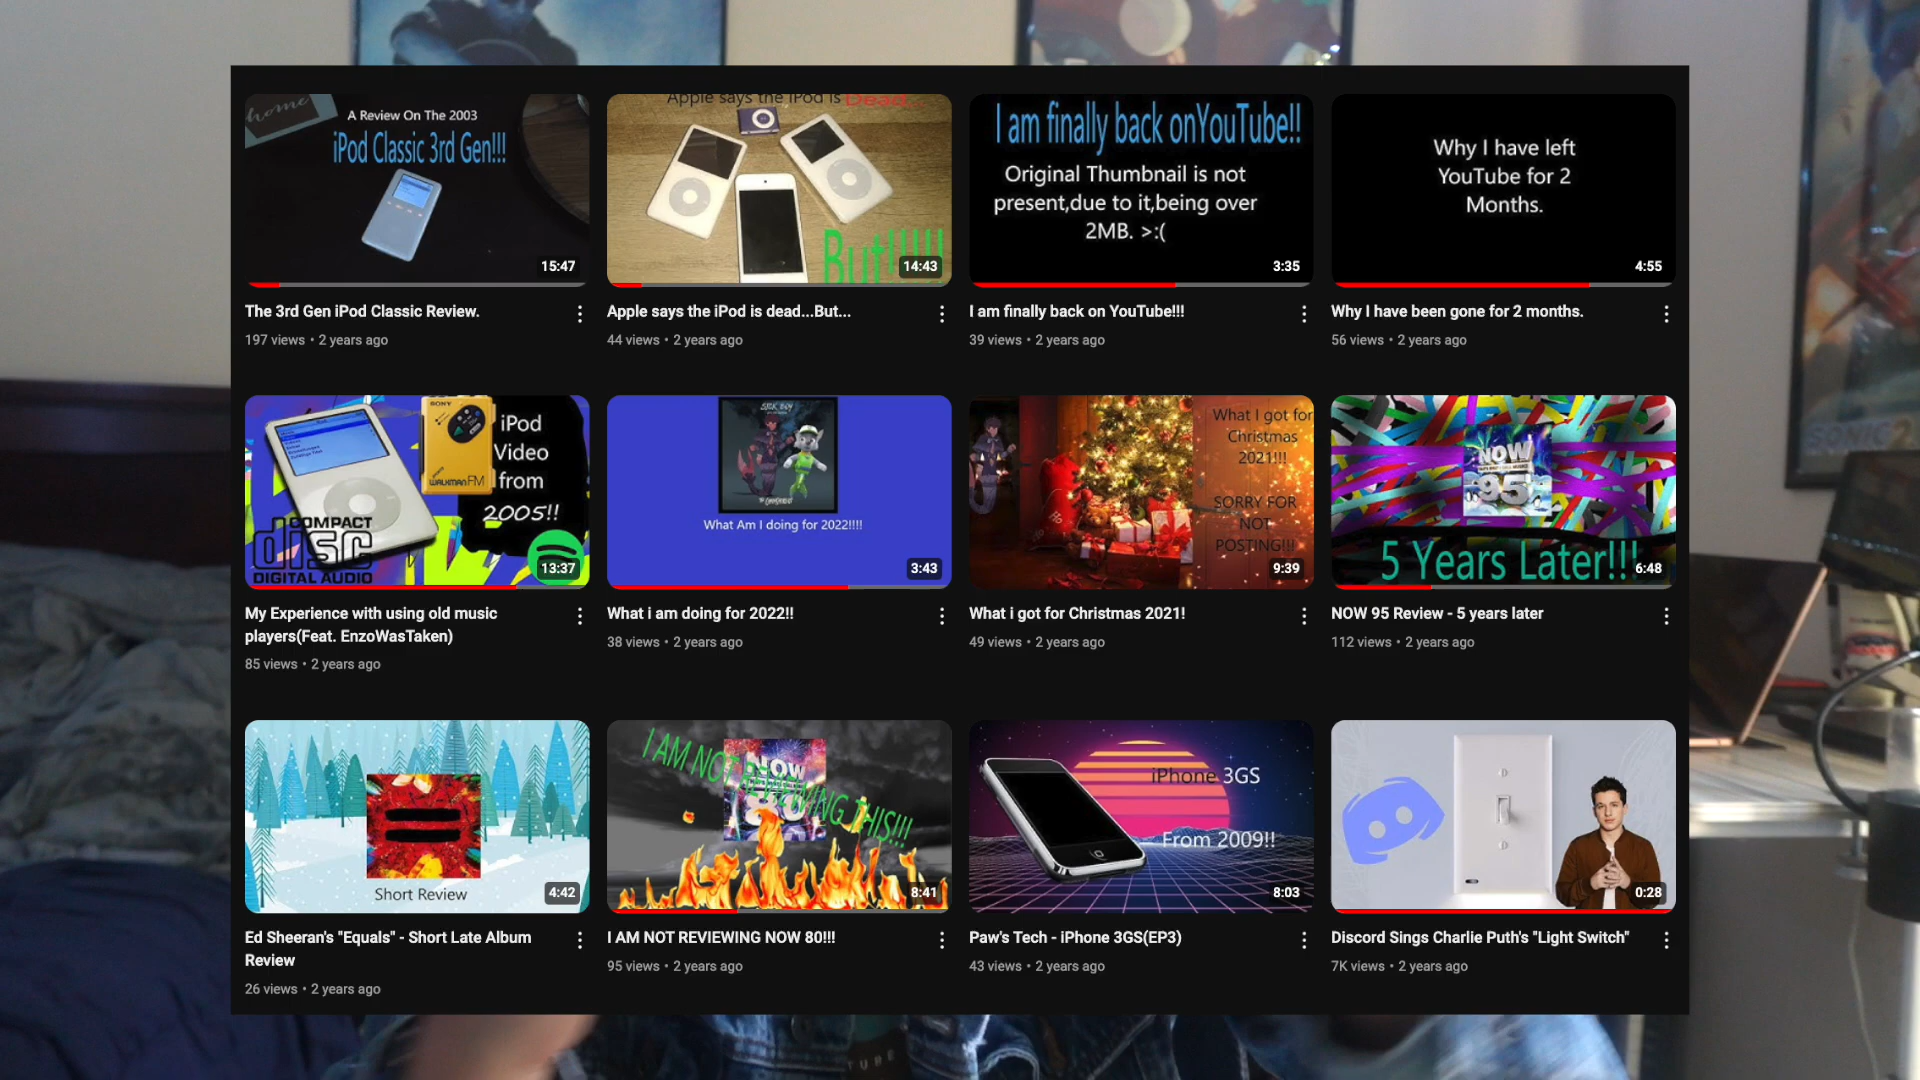 home
A Review On The 2003
iPod Classic 3rd Gen!!!
15:47
The 3rd Gen iPod Classic Review.
197 views • 2 years ago
Apple says the iPod is Dead...
But!!!!!
14:43
Apple says the iPod is dead...But...
44 views • 2 years ago
I am finally back onYouTube!!
Original Thumbnail is not
present,due to it,being over
2MB. >:(
3:35
I am finally back on YouTube!!!
39 views • 2 years ago
Why I have left
YouTube for 2
Months.
4:55
Why I have been gone for 2 months.
56 views • 2 years ago
SONY
WALKMAN FM
iPod
Video
from
2005!!
COMPACT
disc
DIGITAL AUDIO
13:37
My Experience with using old music
players(Feat. EnzoWasTaken)
85 views • 2 years ago
SICK BOY
What Am I doing for 2022!!!!
3:43
What i am doing for 2022!!
38 views • 2 years ago
What I got for
Christmas
2021!!!
SORRY FOR
NOT
POSTING!!!
9:39
What i got for Christmas 2021!
49 views • 2 years ago
NOW
95
5 Years Later!!!
6:48
NOW 95 Review - 5 years later
112 views • 2 years ago
Short Review
4:42
Ed Sheeran's "Equals" - Short Late Album
Review
26 views • 2 years ago
I AM NOT REVIEWING THIS!!!
NOW
80
8:41
I AM NOT REVIEWING NOW 80!!!
95 views • 2 years ago
iPhone 3GS
From 2009!!
8:03
Paw's Tech - iPhone 3GS(EP3)
43 views • 2 years ago
0:28
Discord Sings Charlie Puth's "Light Switch"
7K views • 2 years ago